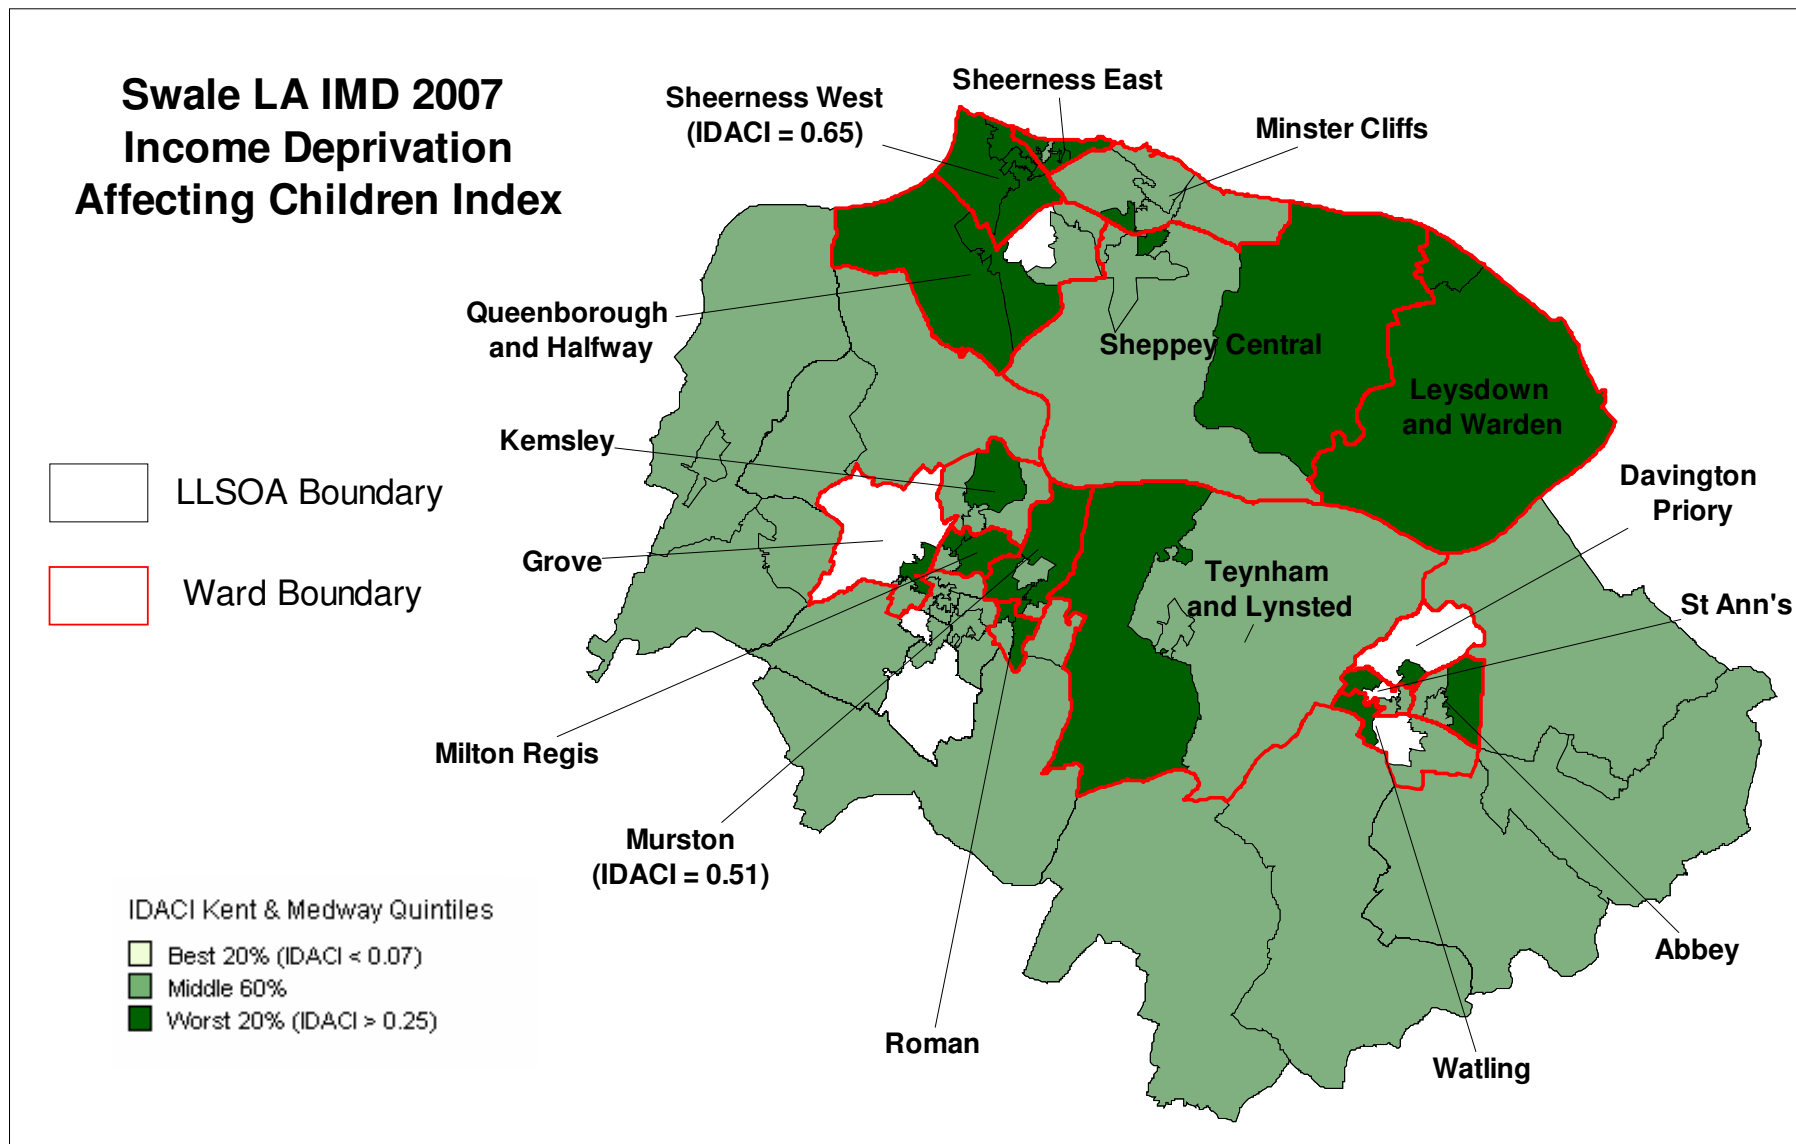 Swale LA IMD 2007
Income Deprivation
Affecting Children Index
Sheerness West
(IDACI = 0.65)
Sheerness East
Minster Cliffs
Queenborough
and Halfway
Sheppey Central
Leysdown
and Warden
Kemsley
Davington
Priory
LLSOA Boundary
Grove
Teynham
and Lynsted
St Ann's
Ward Boundary
Milton Regis
Murston
(IDACI = 0.51)
IDACI Kent & Medway Quintiles
Best 20% (IDACI < 0.07)
Middle 60%
Worst 20% (IDACI > 0.25)
Abbey
Roman
Watling